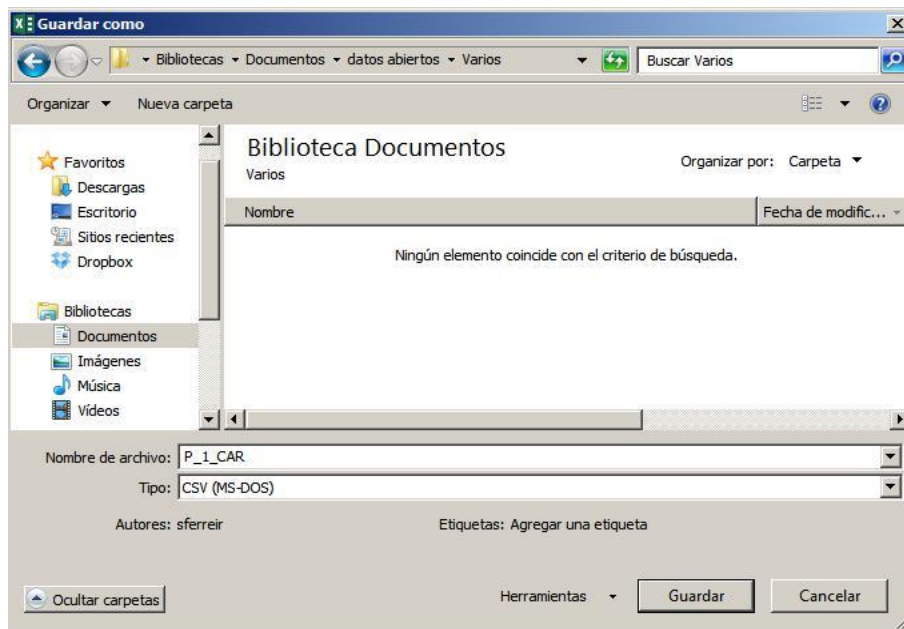 Guardar como
Bibliotecas Documentos datos abiertos Varios
Buscar Varios
Organizar Nueva carpeta
Favoritos
Descargas
Escritorio
Sitios recientes
Dropbox
Bibliotecas
Documentos
Imágenes
Música
Vídeos
Biblioteca Documentos
Varios
Organizar por: Carpeta
Nombre Fecha de modific...
Ningún elemento coincide con el criterio de búsqueda.
Nombre de archivo: P_1_CAR
Tipo: CSV (MS-DOS)
Autores: sferreir Etiquetas: Agregar una etiqueta
Ocultar carpetas Herramientas Guardar Cancelar